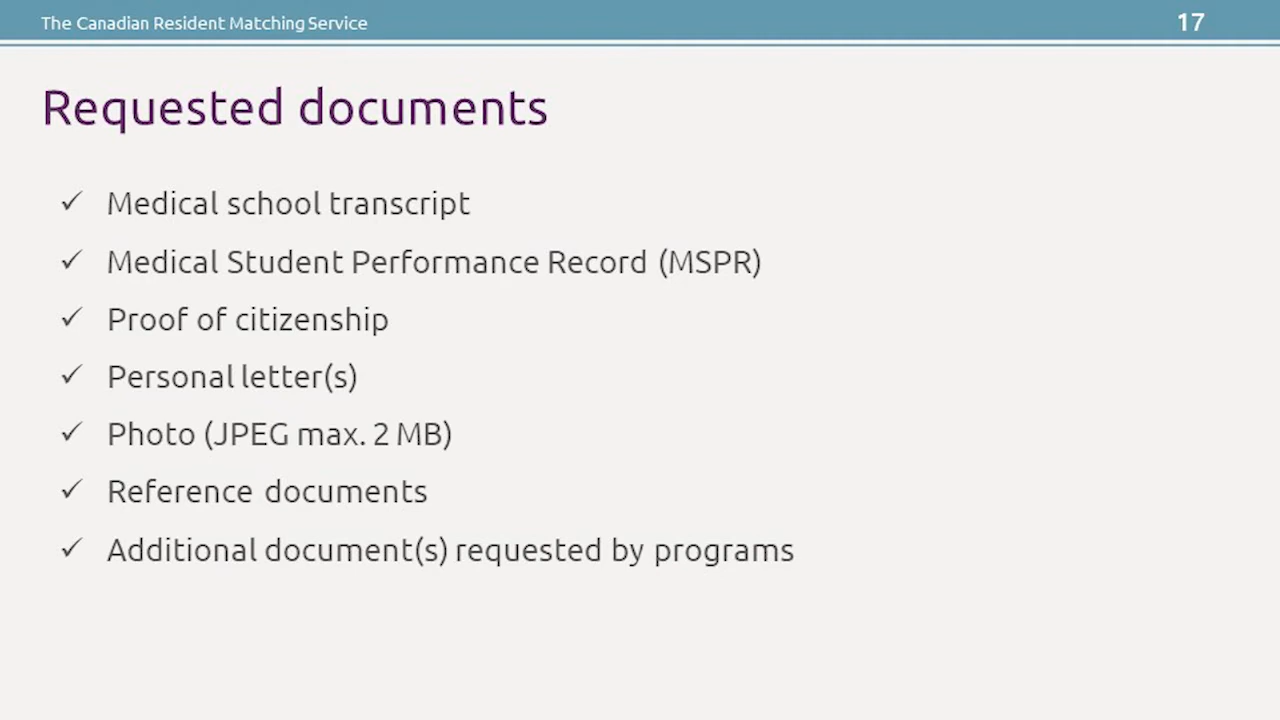 The Canadian Resident Matching Service
17
Requested documents
✓ Medical school transcript
✓ Medical Student Performance Record (MSPR)
✓ Proof of citizenship
✓ Personal letter(s)
✓ Photo (JPEG max. 2 MB)
✓ Reference documents
✓ Additional document(s) requested by programs